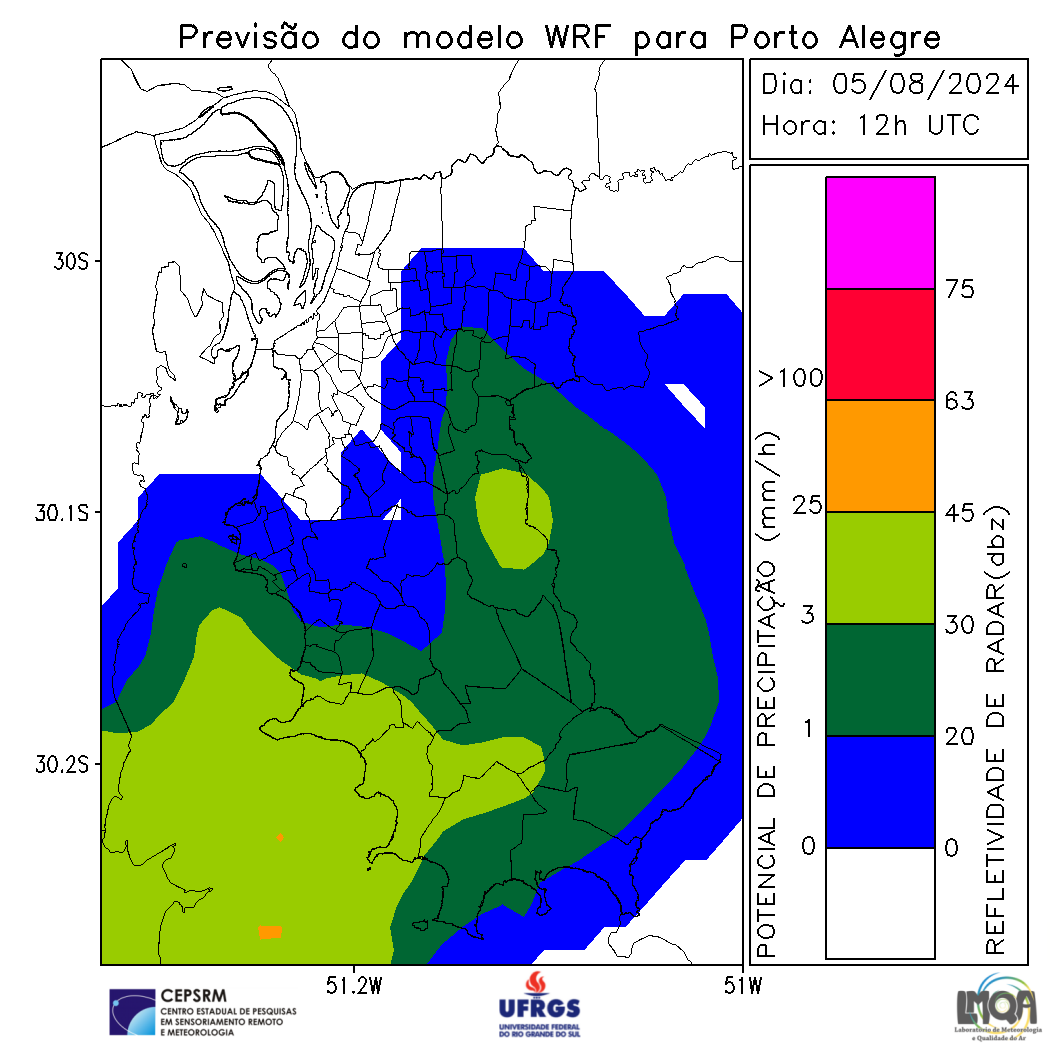 Previsão do modelo WRF para Porto Alegre
Dia: 05/08/2024
Hora: 12h UTC
30S
30.1S
30.2S
51.2W
51W
POTENCIAL DE PRECIPITAÇÃO (mm/h)
>100
25
3
1
0
75
63
45
30
20
0
REFLETIVIDADE DE RADAR(dbz)
CEPSRM
CENTRO ESTADUAL DE PESQUISAS
EM SENSORIAMENTO REMOTO
E METEOROLOGIA
UFRGS
UNIVERSIDADE FEDERAL
DO RIO GRANDE DO SUL
LMQA
Laboratório de Meteorologia
e Qualidade do Ar